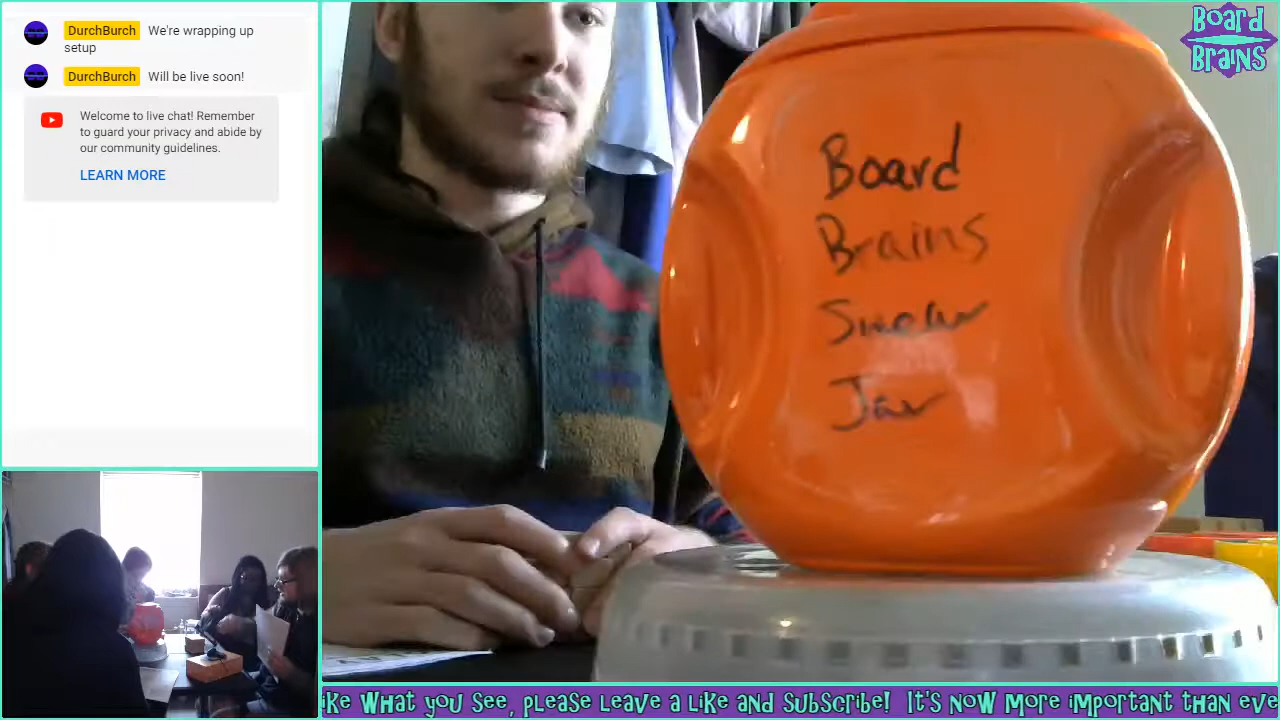 DurchBurch We're wrapping up
setup
DurchBurch Will be live soon!
Welcome to live chat! Remember
to guard your privacy and abide by
our community guidelines.
LEARN MORE
Board
Brains
Swear
Jar
Board
Brains
ike What you See, please leave a like and Subscribe! It's now more important than eve